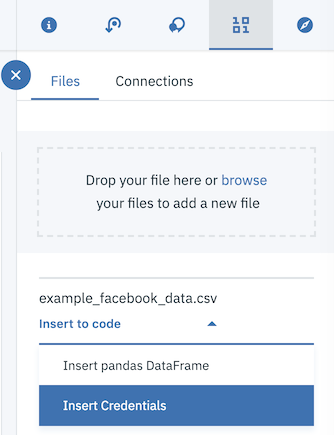 Files
Connections
Drop your file here or browse
your files to add a new file
example_facebook_data.csv
Insert to code
Insert pandas DataFrame
Insert Credentials